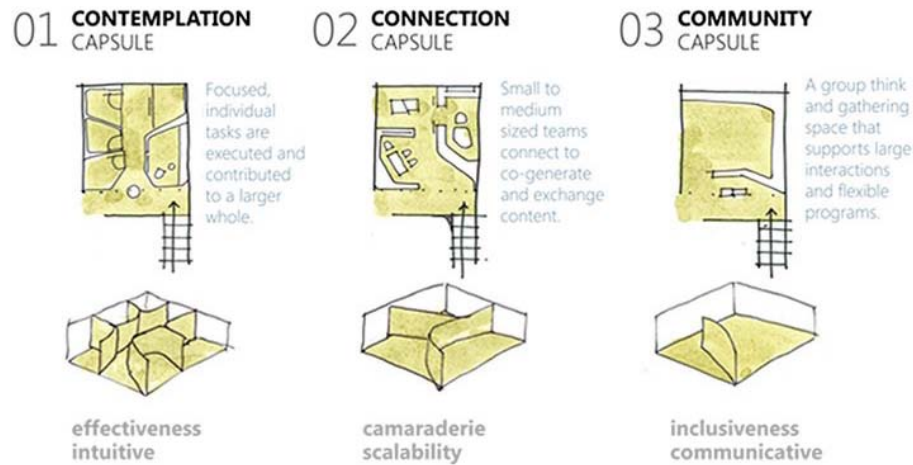 01 CONTEMPLATION
CAPSULE
Focused,
individual
tasks are
executed and
contributed
to a larger
whole.
effectiveness
intuitive
02 CONNECTION
CAPSULE
Small to
medium
sized teams
connect to
co-generate
and exchange
content.
camaraderie
scalability
03 COMMUNITY
CAPSULE
A group think
and gathering
space that
supports large
interactions
and flexible
programs.
inclusiveness
communicative